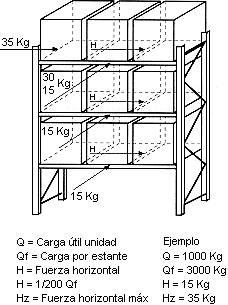 35 Kg
H
30
15 Kg
H
15 Kg
H
15 Kg
Q = Carga útil unidad
Qf = Carga por estante
H = Fuerza horizontal
H = 1/200 Qf
Hz = Fuerza horizontal máx
Ejemplo
Q = 1000 Kg
Qf = 3000 Kg
H = 15 Kg
Hz = 35 Kg